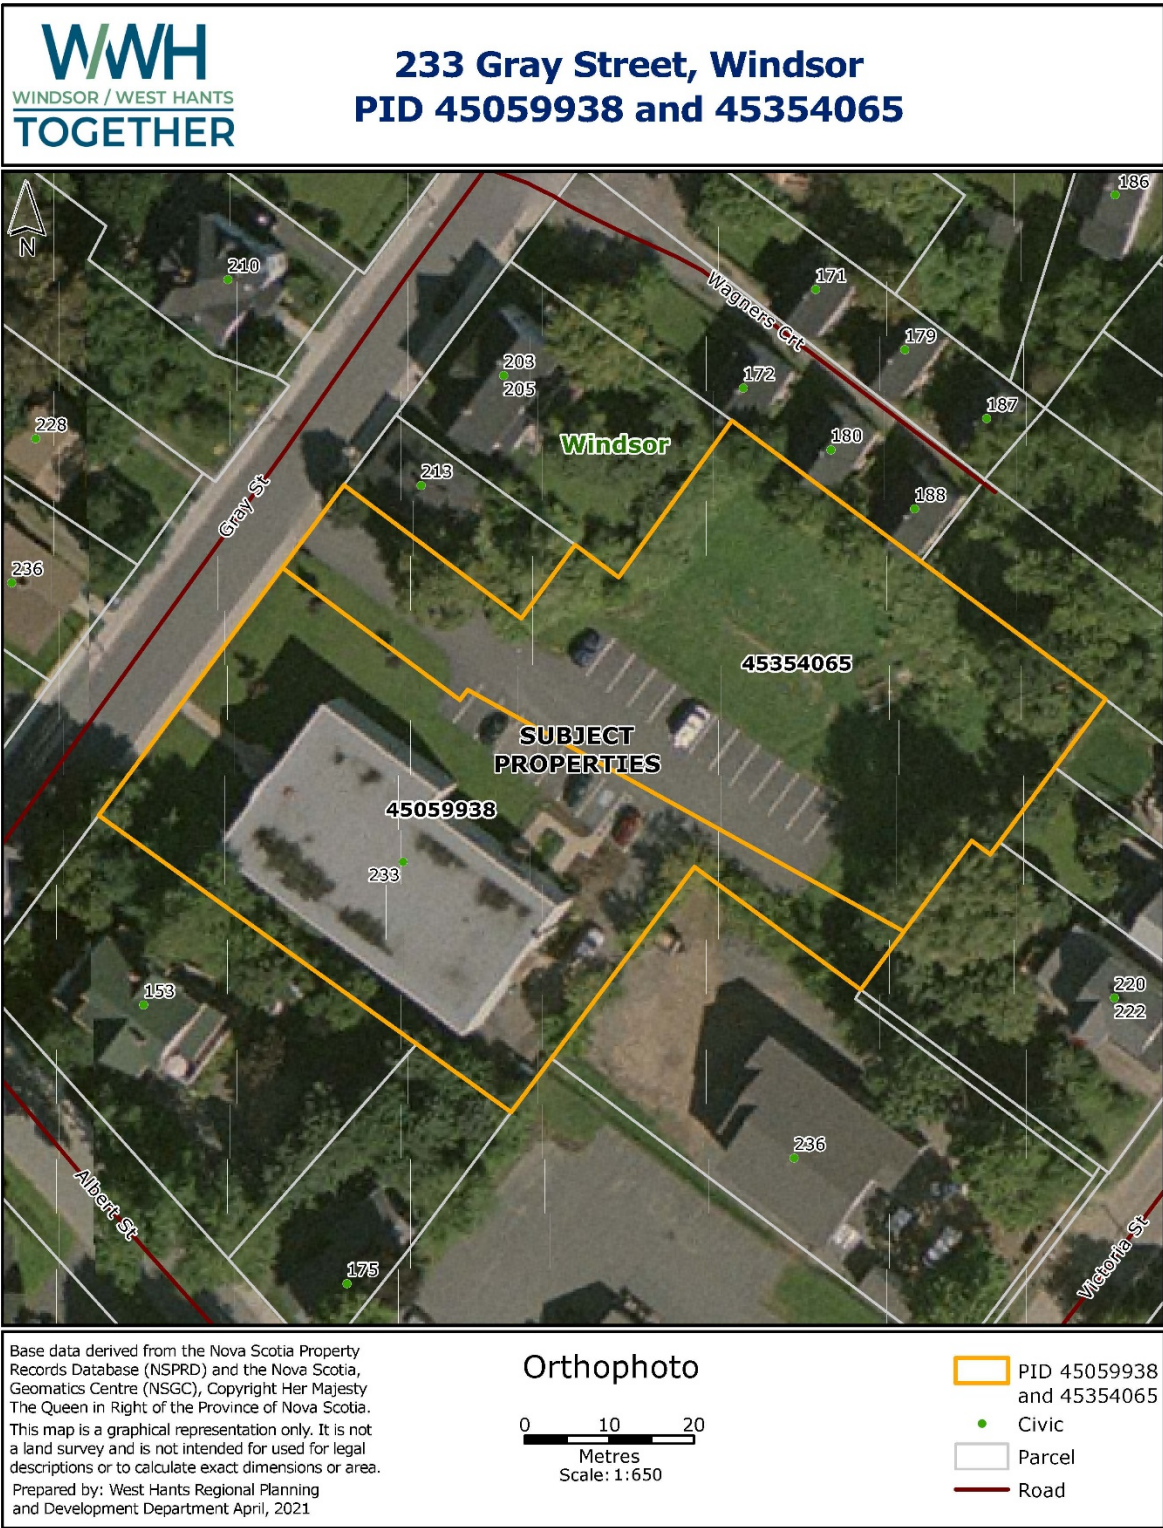 WWH
WINDSOR / WEST HANTS
TOGETHER
233 Gray Street, Windsor
PID 45059938 and 45354065
N
186
210
171
Wagners Crt
179
203
205
172
187
228
Windsor
180
213
188
Gray St
236
45354065
SUBJECT
PROPERTIES
45059938
233
153
220
222
236
Albert St
175
Victoria St
Base data derived from the Nova Scotia Property
Records Database (NSPRD) and the Nova Scotia,
Geomatics Centre (NSGC), Copyright Her Majesty
The Queen in Right of the Province of Nova Scotia.
This map is a graphical representation only. It is not
a land survey and is not intended for used for legal
descriptions or to calculate exact dimensions or area.
Prepared by: West Hants Regional Planning
and Development Department April, 2021
Orthophoto
0 10 20
Metres
Scale: 1:650
PID 45059938
and 45354065
Civic
Parcel
Road